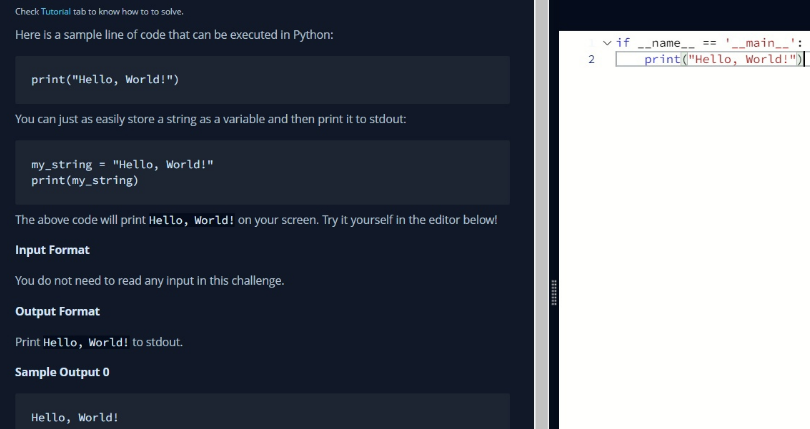 Check Tutorial tab to know how to to solve.
Here is a sample line of code that can be executed in Python:
print("Hello, World!")
You can just as easily store a string as a variable and then print it to stdout:
my_string = "Hello, World!"
print(my_string)
The above code will print Hello, World! on your screen. Try it yourself in the editor below!
Input Format
You do not need to read any input in this challenge.
Output Format
Print Hello, World! to stdout.
Sample Output 0
Hello, World!
if __name__ == '__main__':
2 print("Hello, World!")